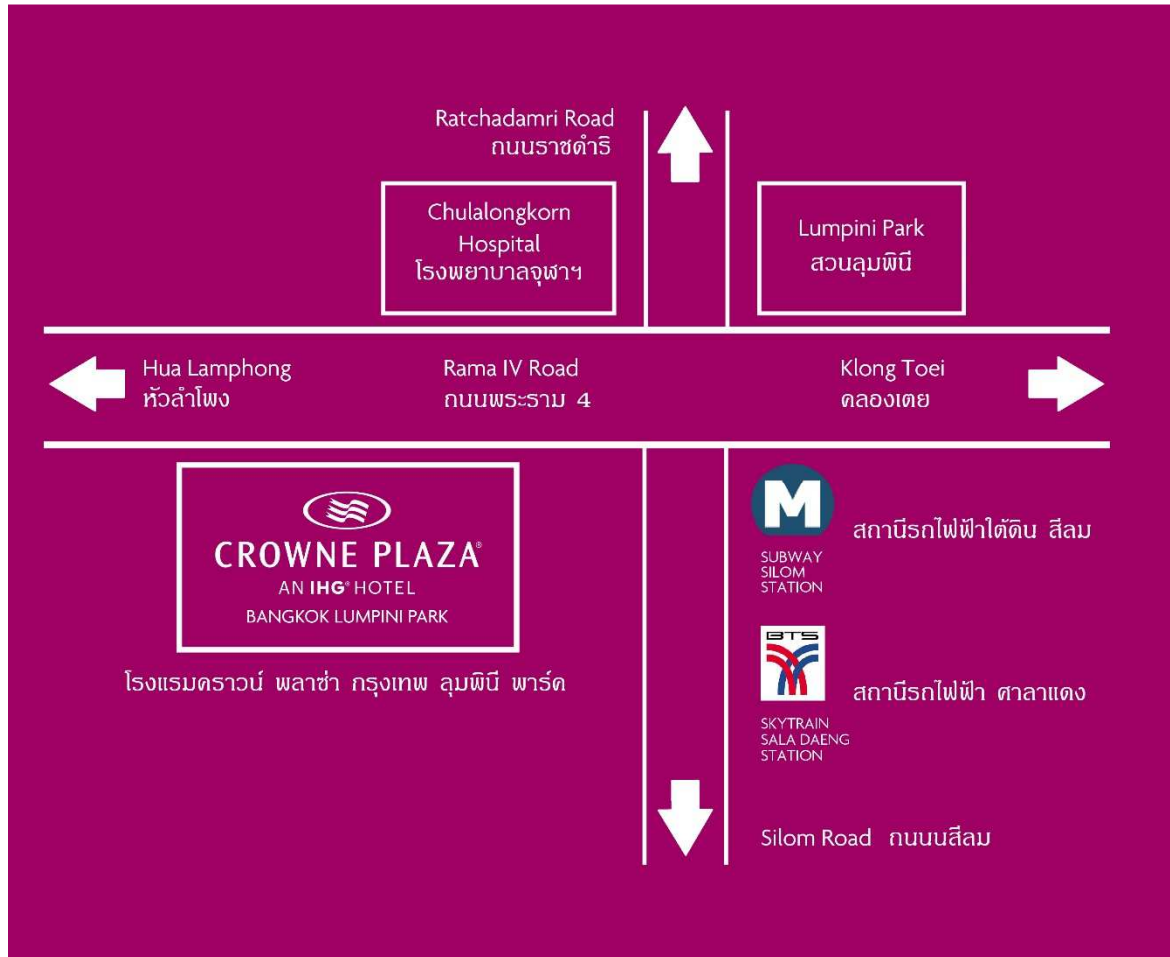 Ratchadamri Road
ถนนราชดำริ
Chulalongkorn
Hospital
โรงพยาบาลจุฬาฯ
Lumpini Park
สวนลุมพินี
Hua Lamphong
หัวลำโพง
Rama IV Road
ถนนพระราม 4
Klong Toei
คลองเตย
CROWNE PLAZA®
AN IHG® HOTEL
BANGKOK LUMPINI PARK
โรงแรมคราวน์ พลาซ่า กรุงเทพ ลุมพินี พาร์ค
M
SUBWAY
SILOM
STATION
สถานีรถไฟฟ้าใต้ดิน สีลม
BTS
SKYTRAIN
SALA DAENG
STATION
สถานีรถไฟฟ้า ศาลาแดง
Silom Road ถนนนสีลม